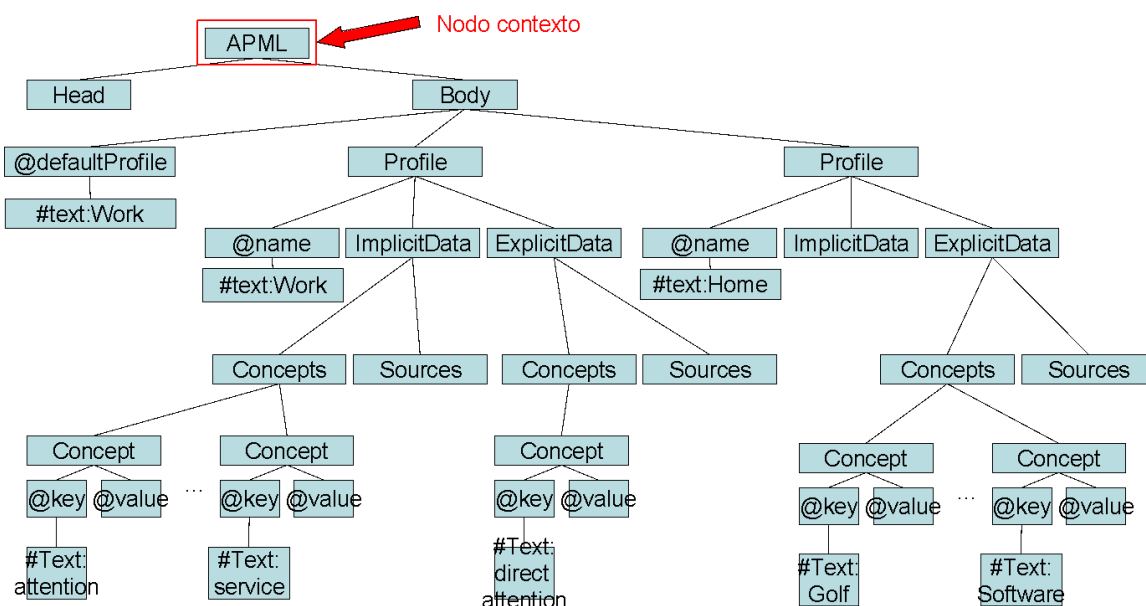 Nodo contexto
APML
Head Body
@defaultProfile Profile Profile
#text:Work
@name ImplicitData ExplicitData @name ImplicitData ExplicitData
#text:Work #text:Home
Concepts Sources Concepts Sources Concepts Sources
Concept Concept Concept Concept Concept
@key @value ... @key @value @key @value @key @value ... @key @value
#Text: #Text: #Text: #Text: #Text:
attention service direct Golf Software
attention